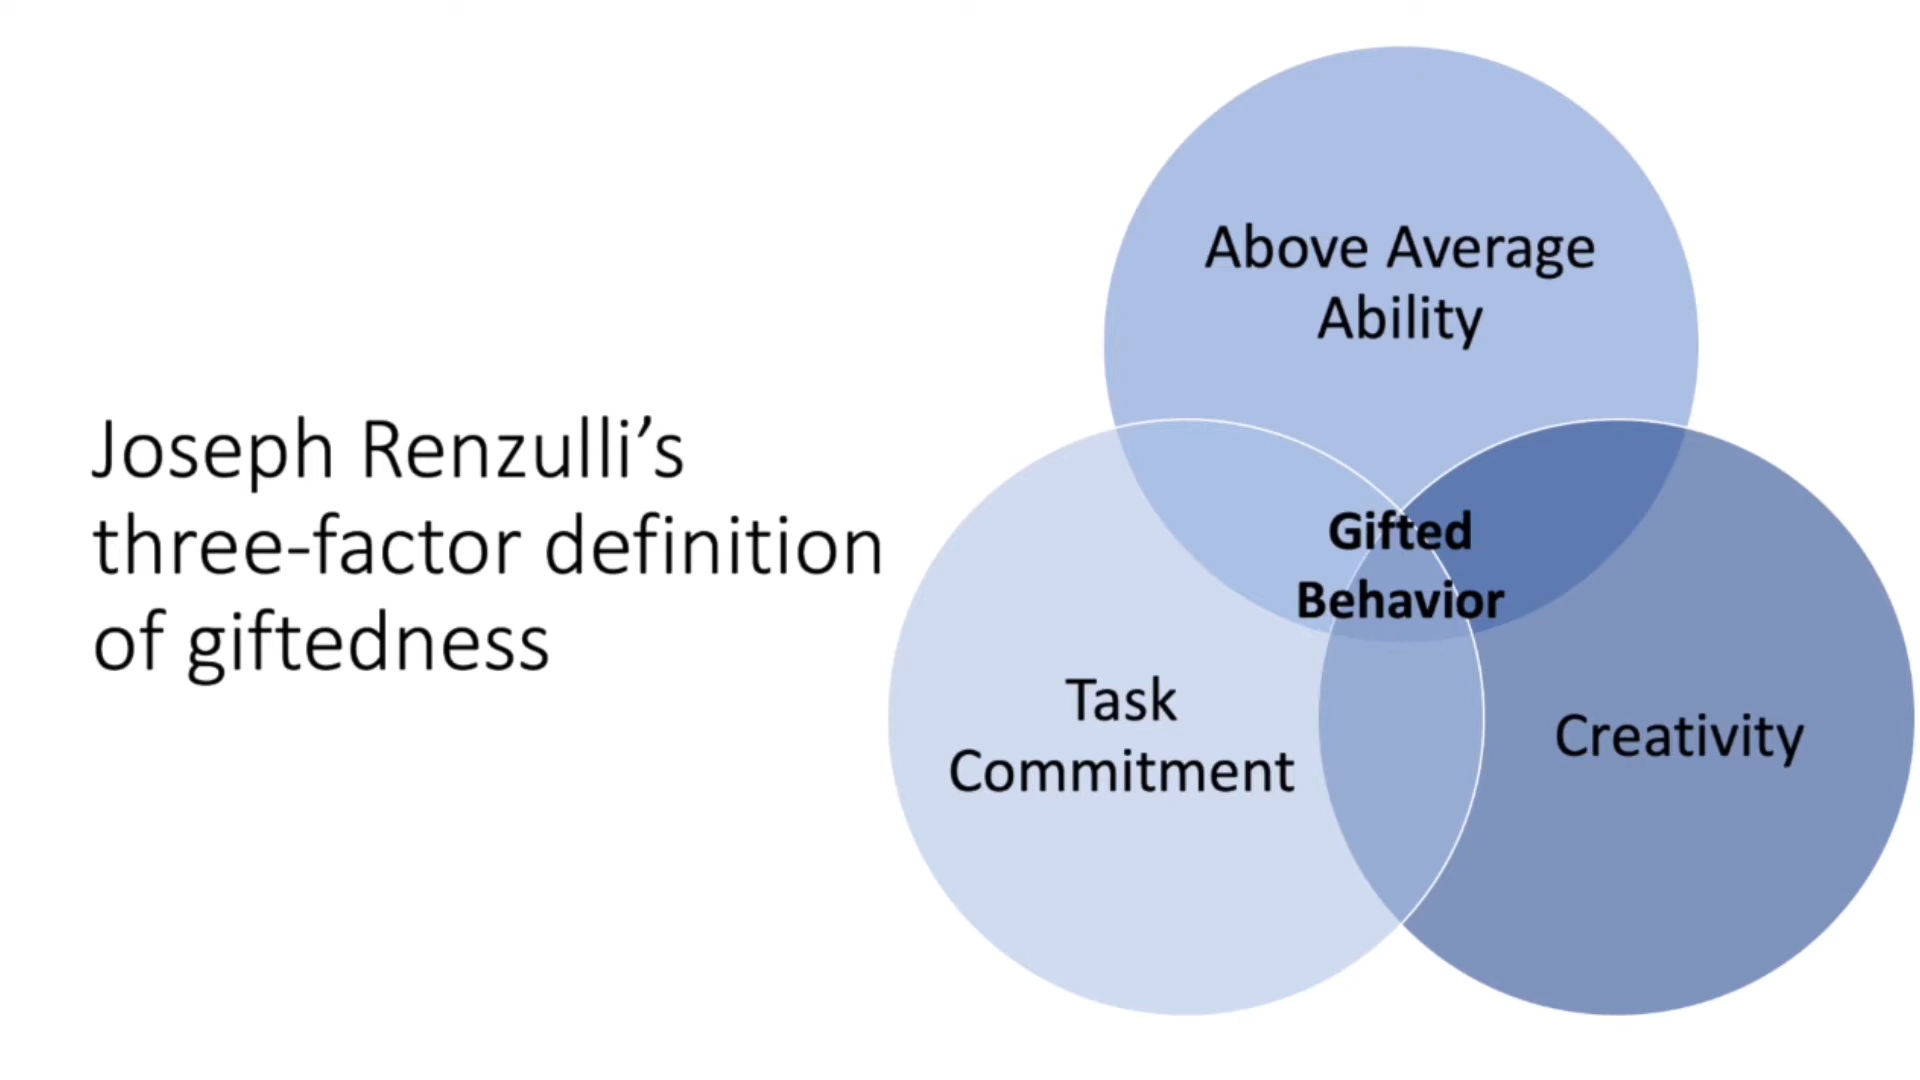 Joseph Renzulli’s
three-factor definition
of giftedness
Above Average
Ability
Gifted
Behavior
Task
Commitment
Creativity